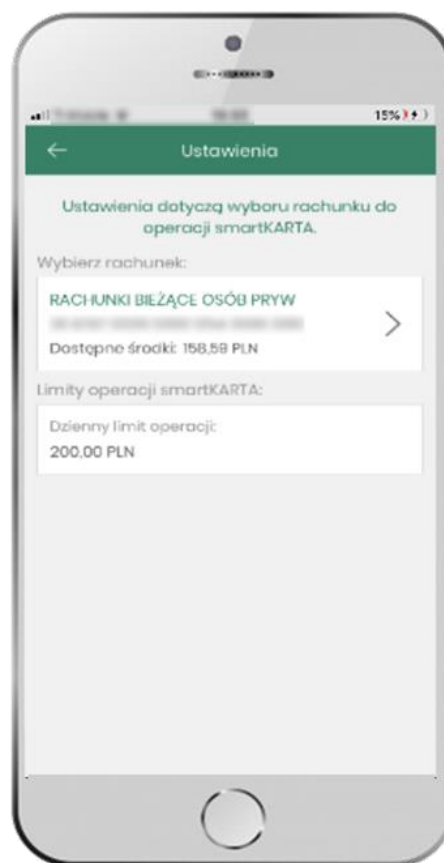 15%
Ustawienia
Ustawienia dotyczą wyboru rachunku do
operacji smartKARTA.
Wybierz rachunek:
RACHUNKI BIEŻĄCE OSÓB PRYW
Dostępne środki: 158,59 PLN
Limity operacji smartKARTA:
Dzienny limit operacji:
200,00 PLN